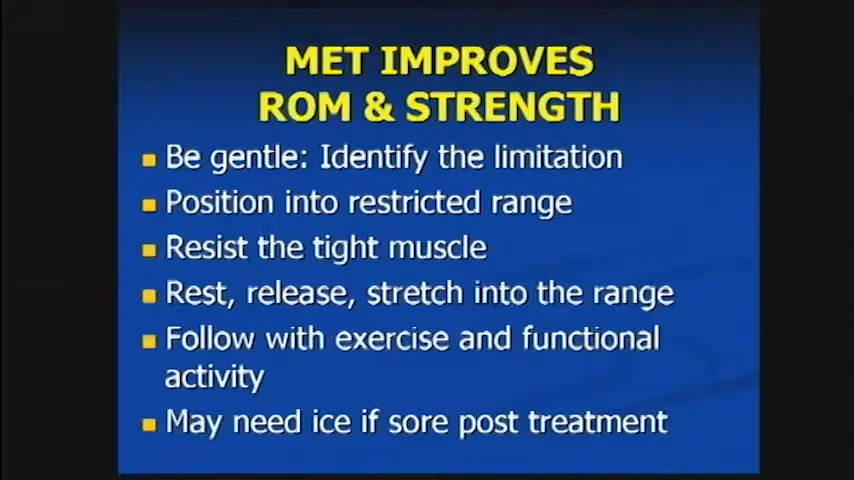 MET IMPROVES
ROM & STRENGTH
Be gentle: Identify the limitation
Position into restricted range
Resist the tight muscle
Rest, release, stretch into the range
Follow with exercise and functional
activity
May need ice if sore post treatment